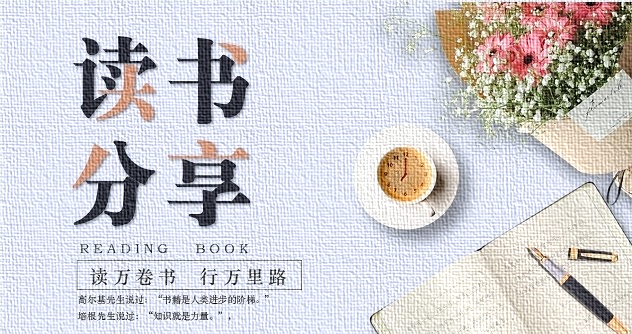 读书
分享
READING BOOK
读万卷书 行万里路
高尔基先生说过：“书籍是人类进步的阶梯。”
培根先生说过：“知识就是力量。”，